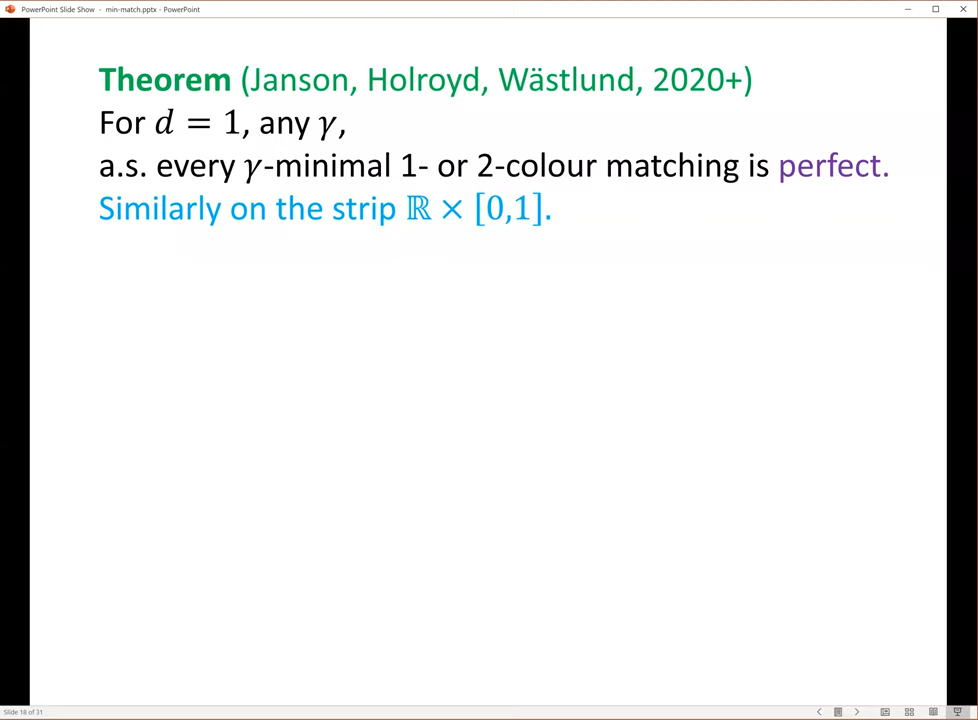 PowerPoint Slide Show - min-match.pptx - PowerPoint
Theorem (Janson, Holroyd, Wästlund, 2020+)
For 𝑑 = 1, any 𝛾,
a.s. every 𝛾-minimal 1- or 2-colour matching is perfect.
Similarly on the strip ℝ × [0,1].
Slide 18 of 31